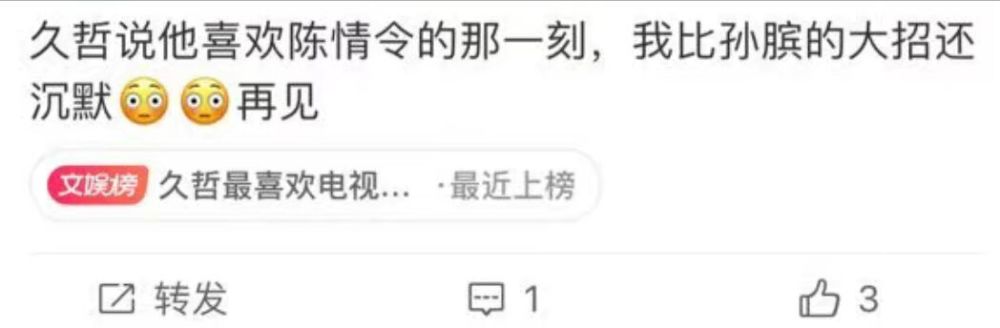 久哲说他喜欢陈情令的那一刻，我比孙膑的大招还
沉默😳😳再见
文娱榜 久哲最喜欢电视... ·最近上榜
转发 1 3